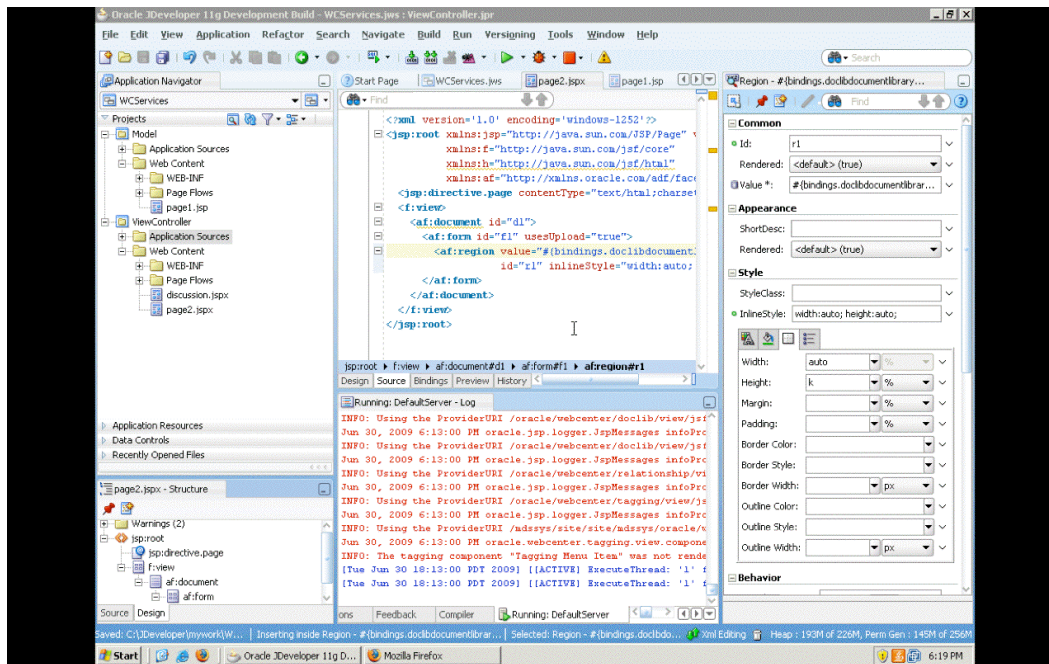 Oracle JDeveloper 11g Development Build - WCServices.jws : ViewController.jpr
File Edit View Application Refactor Search Navigate Build Run Versioning Tools Window Help
Search
Application Navigator
WCServices
Projects
Model
Application Sources
Web Content
WEB-INF
Page Flows
page1.jsp
ViewController
Application Sources
Web Content
WEB-INF
Page Flows
discussion.jspx
page2.jspx
Application Resources
Data Controls
Recently Opened Files
page2.jspx - Structure
Warnings (2)
jsp:root
jsp:directive.page
f:view
af:document
af:form
Source Design
Start Page WCServices.jws page2.jspx page1.jsp
Find
<?xml version='1.0' encoding='windows-1252'?>
<jsp:root xmlns:jsp="http://java.sun.com/JSP/Page" v
xmlns:f="http://java.sun.com/jsf/core"
xmlns:h="http://java.sun.com/jsf/html"
xmlns:af="http://xmlns.oracle.com/adf/face
<jsp:directive.page contentType="text/html;charset
<f:view>
<af:document id="d1">
<af:form id="f1" usesUpload="true">
<af:region value="#{bindings.doclibdocumentl
id="r1" inlineStyle="width:auto;
</af:form>
</af:document>
</f:view>
</jsp:root>
jsp:root f:view af:document#d1 af:form#f1 af:region#r1
Design Source Bindings Preview History
Running: DefaultServer - Log
INFO: Using the ProviderURI /oracle/webcenter/doclib/view/jsf
Jun 30, 2009 6:13:00 PM oracle.jsp.logger.JspMessages infoPro
INFO: Using the ProviderURI /oracle/webcenter/doclib/view/jsf
Jun 30, 2009 6:13:00 PM oracle.jsp.logger.JspMessages infoPro
INFO: Using the ProviderURI /oracle/webcenter/relationship/vi
Jun 30, 2009 6:13:00 PM oracle.jsp.logger.JspMessages infoPro
INFO: Using the ProviderURI /oracle/webcenter/tagging/view/js
Jun 30, 2009 6:13:00 PM oracle.jsp.logger.JspMessages infoPro
INFO: Using the ProviderURI /mdssys/site/site/mdssys/oracle/w
Jun 30, 2009 6:13:00 PM oracle.webcenter.tagging.view.compone
INFO: The tagging component "Tagging Menu Item" was not rende
[Tue Jun 30 18:13:00 PDT 2009] [[ACTIVE] ExecuteThread: '1' f
[Tue Jun 30 18:13:00 PDT 2009] [[ACTIVE] ExecuteThread: '1' f
ons Feedback Compiler Running: DefaultServer
Region - #{bindings.doclibdocumentlibrary...
Find
Common
Id: r1
Rendered: <default> (true)
Value *: #{bindings.doclibdocumentlibrar...
Appearance
ShortDesc:
Rendered: <default> (true)
Style
StyleClass:
InlineStyle: width:auto; height:auto;
Width: auto %
Height: k %
Margin: %
Padding: %
Border Color:
Border Style:
Border Width: px
Outline Color:
Outline Style:
Outline Width: px
Behavior
Saved: C:\JDeveloper\mywork\W... Inserting inside Region - #{bindings.doclibdocumentlibrar... Selected: Region - #{bindings.doclibdo... Xml Editing Heap : 193M of 226M, Perm Gen : 145M of 256M
Start Oracle JDeveloper 11g D... Mozilla Firefox 6:19 PM